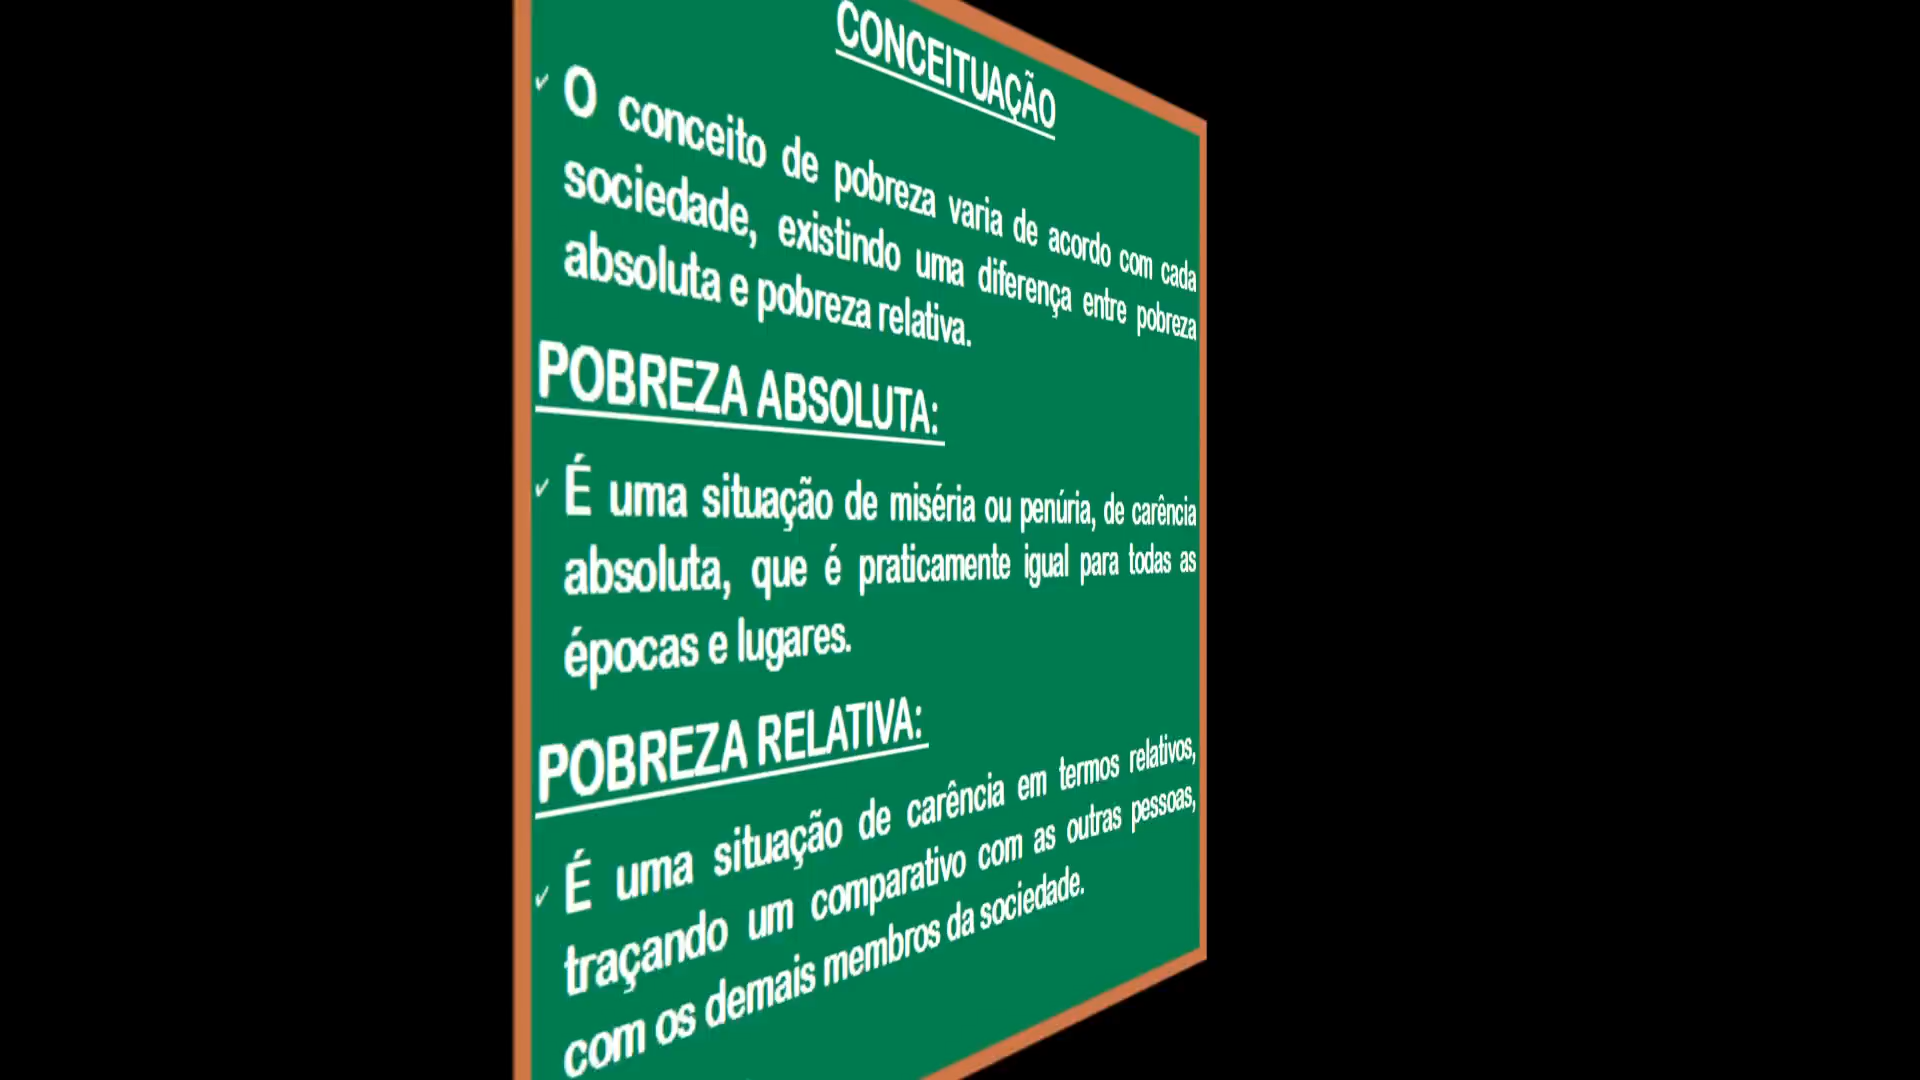 CONCEITUAÇÃO
✓ O conceito de pobreza varia de acordo com cada
sociedade, existindo uma diferença entre pobreza
absoluta e pobreza relativa.
POBREZA ABSOLUTA:
✓ É uma situação de miséria ou penúria, de carência
absoluta, que é praticamente igual para todas as
épocas e lugares.
POBREZA RELATIVA:
✓ É uma situação de carência em termos relativos,
traçando um comparativo com as outras pessoas,
com os demais membros da sociedade.